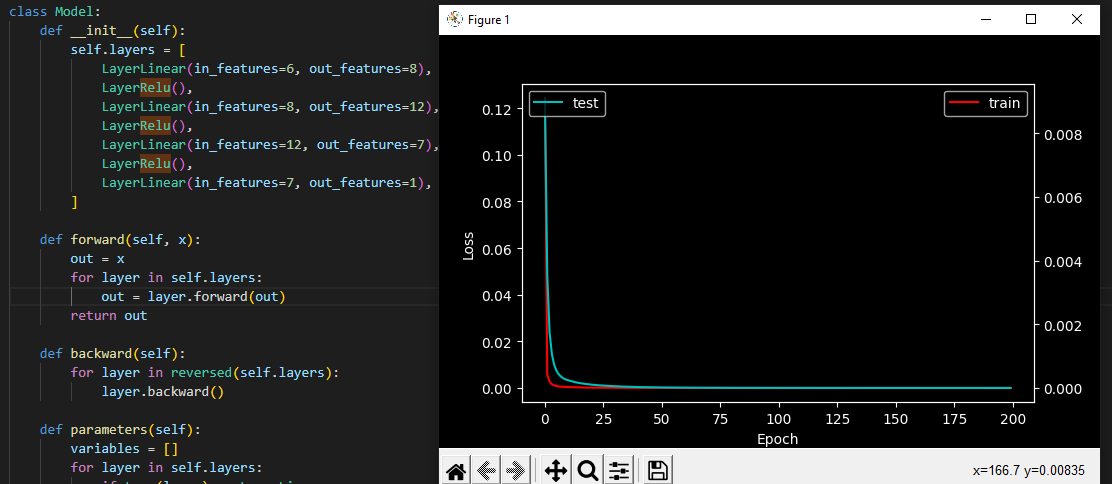 class Model:
def __init__(self):
self.layers = [
LayerLinear(in_features=6, out_features=8),
LayerRelu(),
LayerLinear(in_features=8, out_features=12),
LayerRelu(),
LayerLinear(in_features=12, out_features=7),
LayerRelu(),
LayerLinear(in_features=7, out_features=1),
]
def forward(self, x):
out = x
for layer in self.layers:
out = layer.forward(out)
return out
def backward(self):
for layer in reversed(self.layers):
layer.backward()
def parameters(self):
variables = []
for layer in self.layers:
Figure 1
test
train
0.12
0.10
0.08
0.06
0.04
0.02
0.00
Loss
0.008
0.006
0.004
0.002
0.000
0 25 50 75 100 125 150 175 200
Epoch
x=166.7 y=0.00835